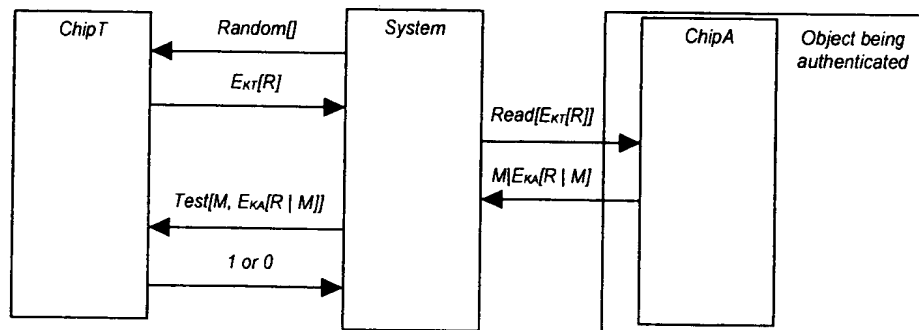 ChipT
System
ChipA
Object being
authenticated
Random[]
EKT[R]
Read[EKT[R]]
M|EKA[R | M]
Test[M, EKA[R | M]]
1 or 0